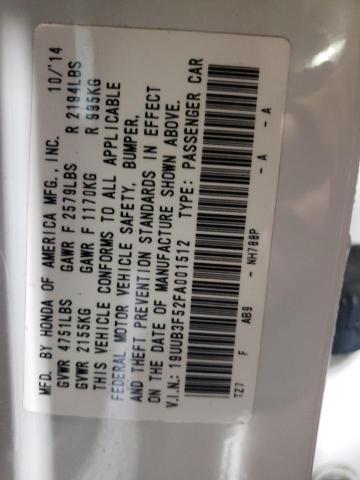 MFD. BY HONDA OF AMERICA MFG., INC. 10/'14
GVWR 4751LBS GAWR F 2579LBS R 2194LBS
GVWR 2155KG GAWR F 1170KG R 995KG
THIS VEHICLE CONFORMS TO ALL APPLICABLE
FEDERAL MOTOR VEHICLE SAFETY, BUMPER,
AND THEFT PREVENTION STANDARDS IN EFFECT
ON THE DATE OF MANUFACTURE SHOWN ABOVE.
V.I.N.: 19UUB3F52FA001512 TYPE: PASSENGER CAR
TZ7 F AB9- NH788P -A -A